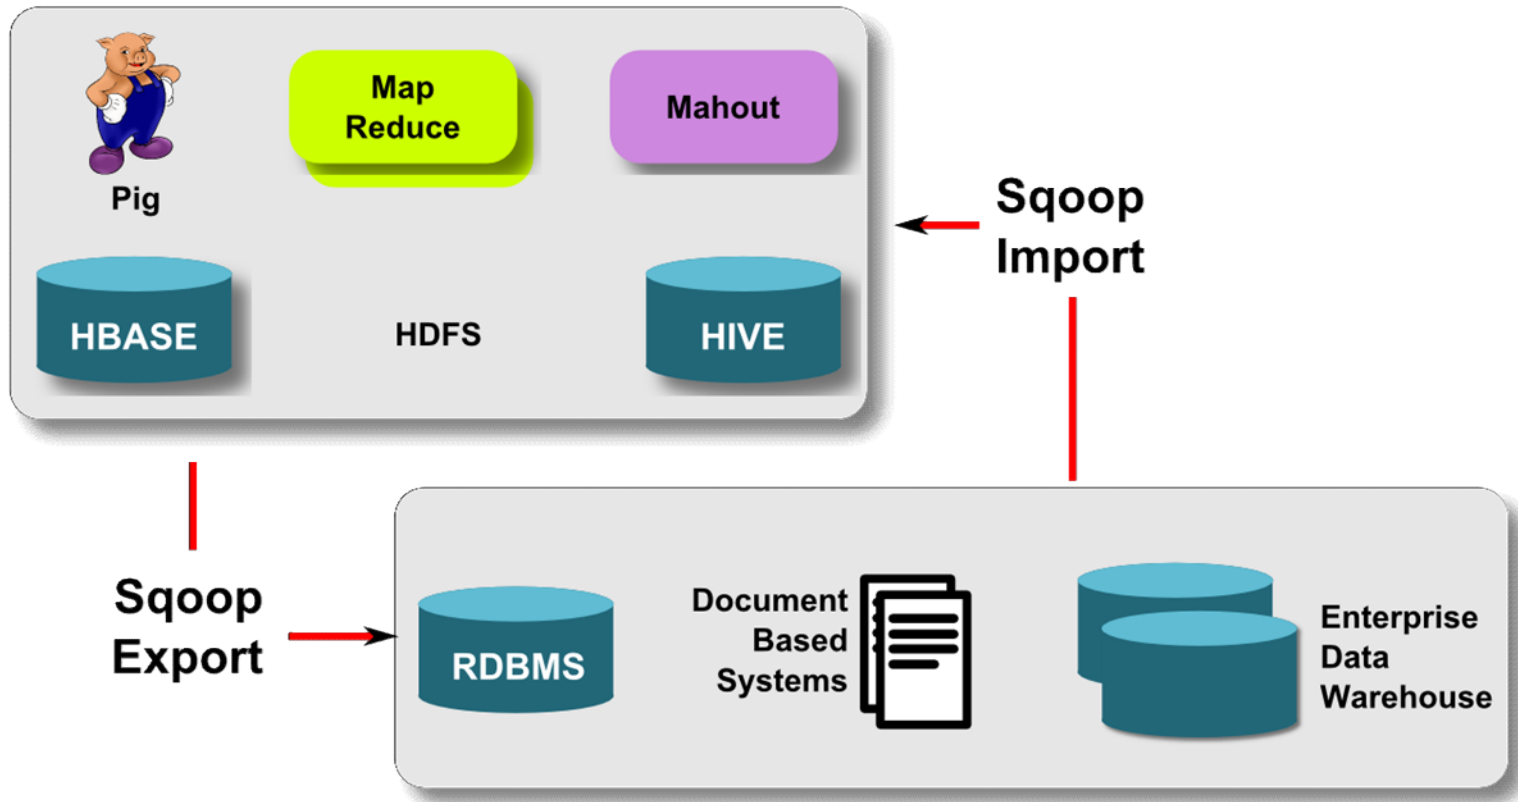 Map
Reduce
Mahout
Pig
Sqoop
Import
HBASE
HDFS
HIVE
Sqoop
Export
RDBMS
Document
Based
Systems
Enterprise
Data
Warehouse